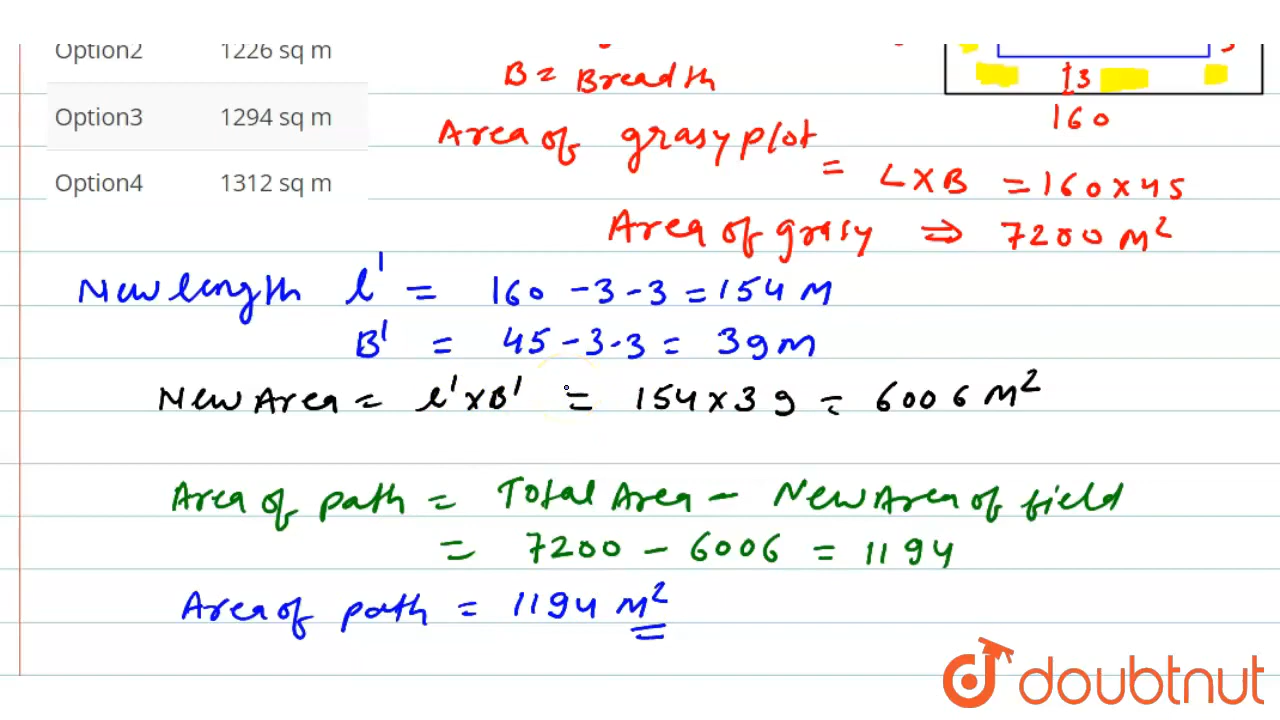 Option2 1226 sq m
B = Breadth
3
160
Option3 1294 sq m
Area of grasy plot
= L×B = 160×45
Option4 1312 sq m
Area of grasy ⇒ 7200 m²
New length l' = 160 -3 -3 = 154 m
B' = 45 -3 -3 = 39 m
New Area = l'×B' = 154×39 = 6006 m²
Area of path = Total Area - New Area of field
= 7200 - 6006 = 1194
Area of path = 1194 m²
doubtnut